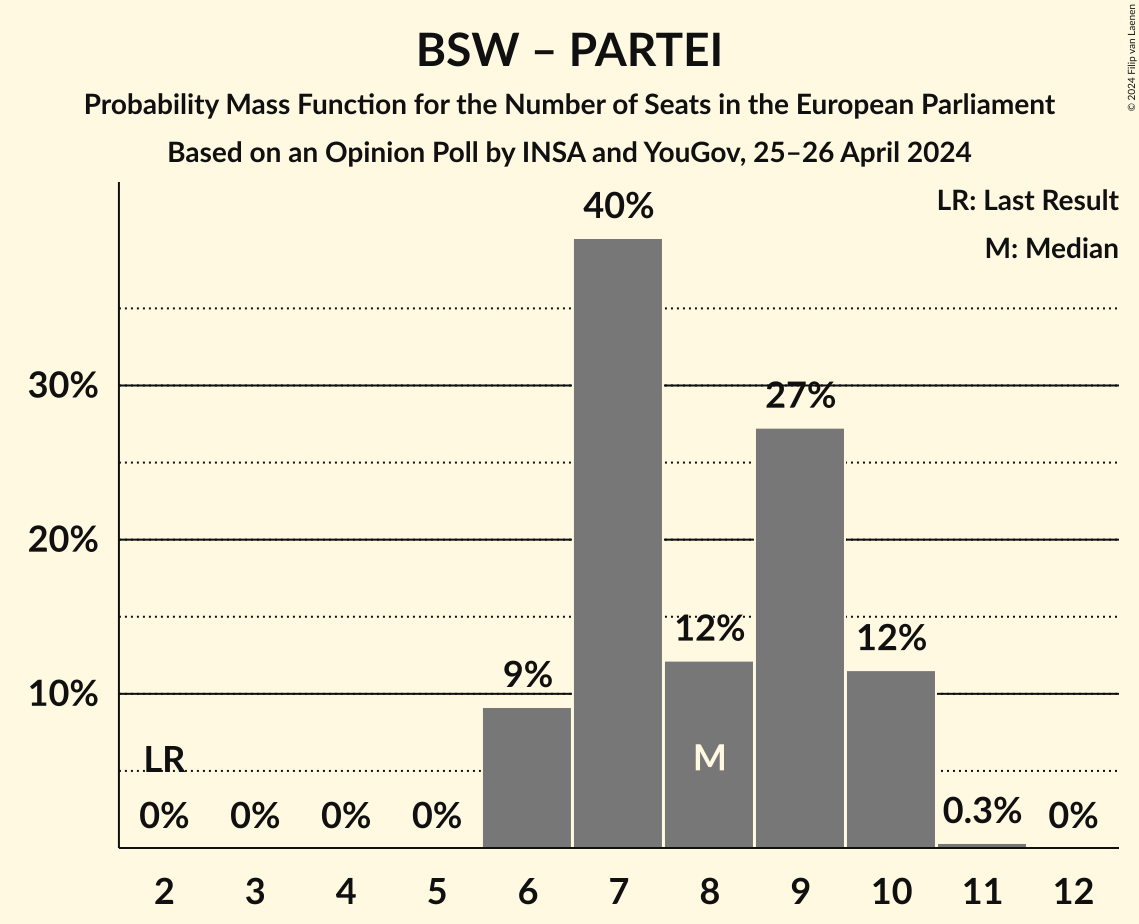 BSW – PARTEI
Probability Mass Function for the Number of Seats in the European Parliament
Based on an Opinion Poll by INSA and YouGov, 25–26 April 2024
© 2024 Filip van Laenen
LR: Last Result
M: Median
40%
30%
27%
20%
12%
12%
10%
9%
LR
M
0%
0%
0%
0%
0.3%
0%
2 3 4 5 6 7 8 9 10 11 12